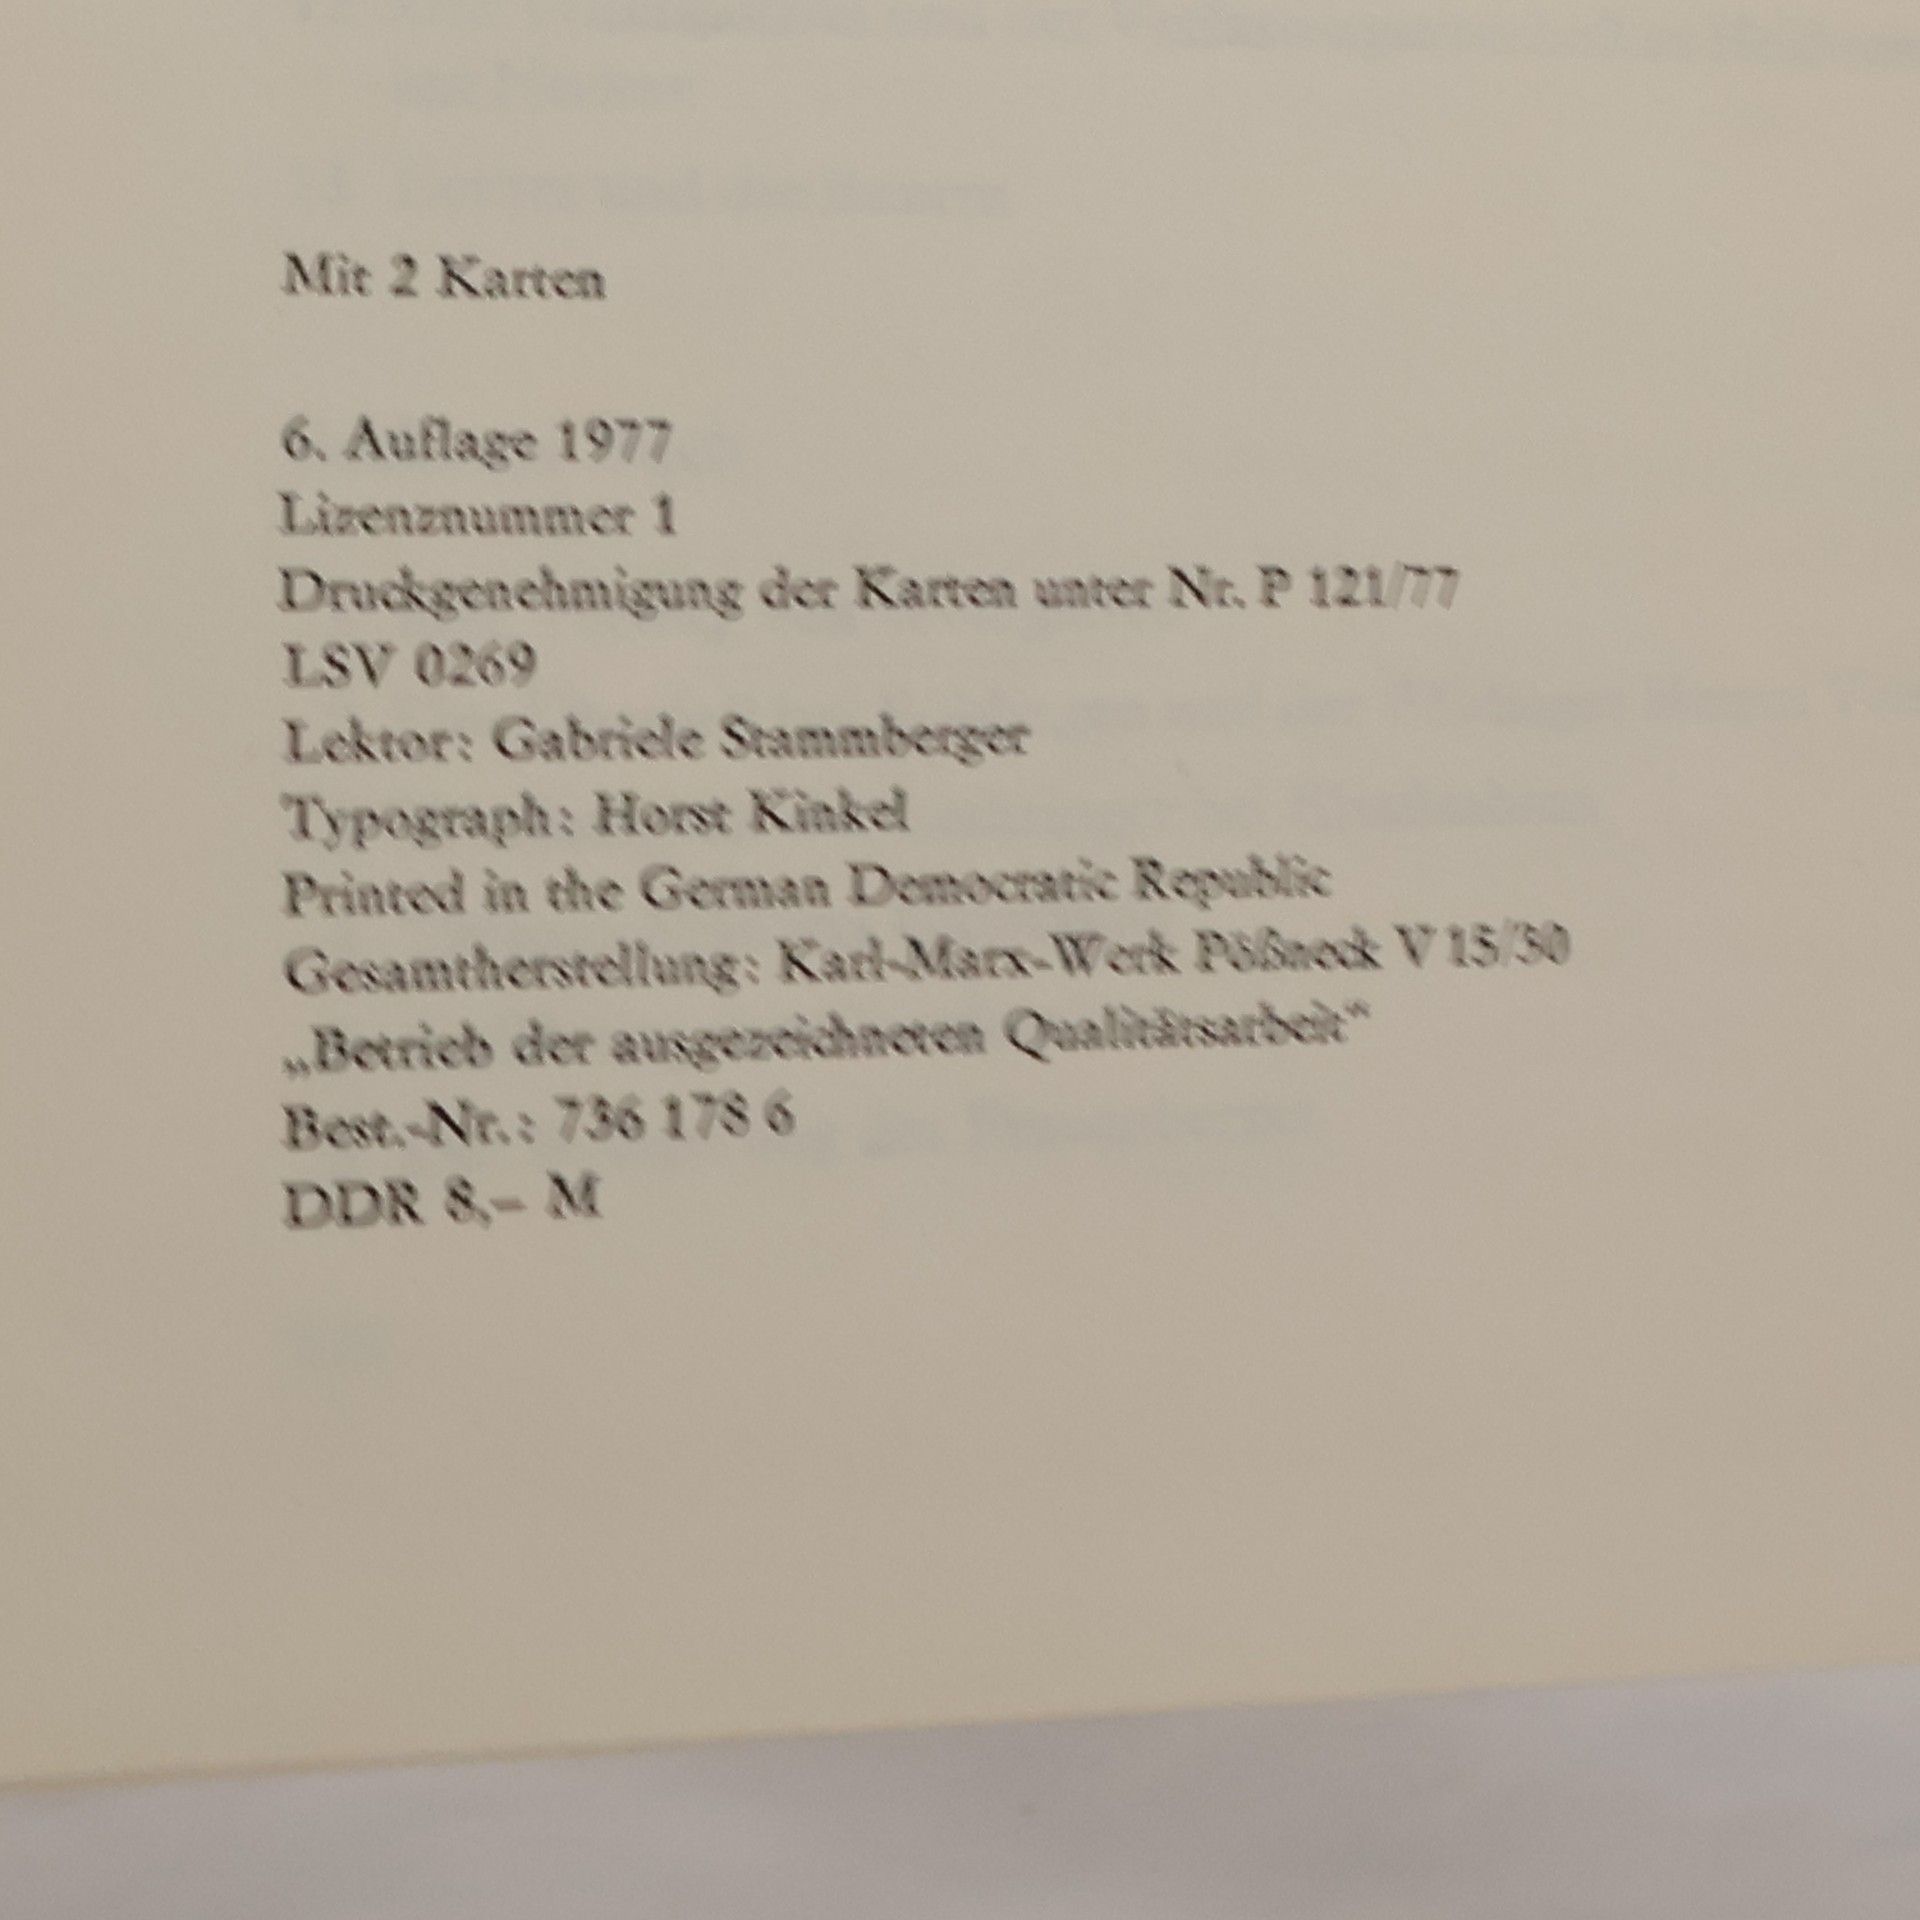 Mit 2 Karten
6. Auflage 1977
Lizenznummer 1
Druckgenehmigung der Karten unter Nr. P 121/77
LSV 0269
Lektor: Gabriele Stammberger
Typograph: Horst Kinkel
Printed in the German Democratic Republic
Gesamtherstellung: Karl-Marx-Werk Pößneck V 15/30
„Betrieb der ausgezeichneten Qualitätsarbeit“
Best.-Nr.: 736 178 6
DDR 8,– M